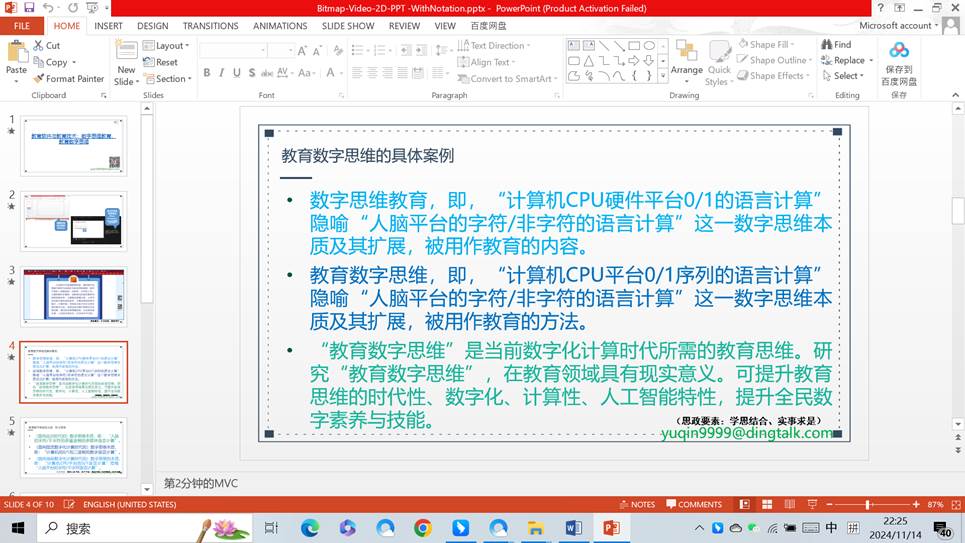 Bitmap-Video-2D-PPT -WithNotation.pptx - PowerPoint (Product Activation Failed)
FILE HOME INSERT DESIGN TRANSITIONS ANIMATIONS SLIDE SHOW REVIEW VIEW 百度网盘 Microsoft account
Paste
Cut
Copy
Format Painter
Clipboard
New Slide
Layout
Reset
Section
Slides
Font
Paragraph
Text Direction
Align Text
Convert to SmartArt
Arrange
Quick Styles
Shape Fill
Shape Outline
Shape Effects
Drawing
Find
Replace
Select
Editing
保存到
百度网盘
保存
1
2
3
4
5
教育数字思维的具体案例
• 数字思维教育，即，“计算机CPU硬件平台0/1的语言计算”
隐喻“人脑平台的字符/非字符的语言计算”这一数字思维本
质及其扩展，被用作教育的内容。
• 教育数字思维，即，“计算机CPU平台0/1序列的语言计算”
隐喻“人脑平台的字符/非字符的语言计算”这一数字思维本
质及其扩展，被用作教育的方法。
• “教育数字思维”是当前数字化计算时代所需的教育思维。研
究“教育数字思维”，在教育领域具有现实意义。可提升教育
思维的时代性、数字化、计算性、人工智能特性，提升全民数
字素养与技能。
（思政要素：学思结合、实事求是）
yuqin9999@dingtalk.com
第2分钟的MVC
SLIDE 4 OF 10 ENGLISH (UNITED STATES) NOTES COMMENTS 87%
搜索
中
拼
22:25
2024/11/14
40